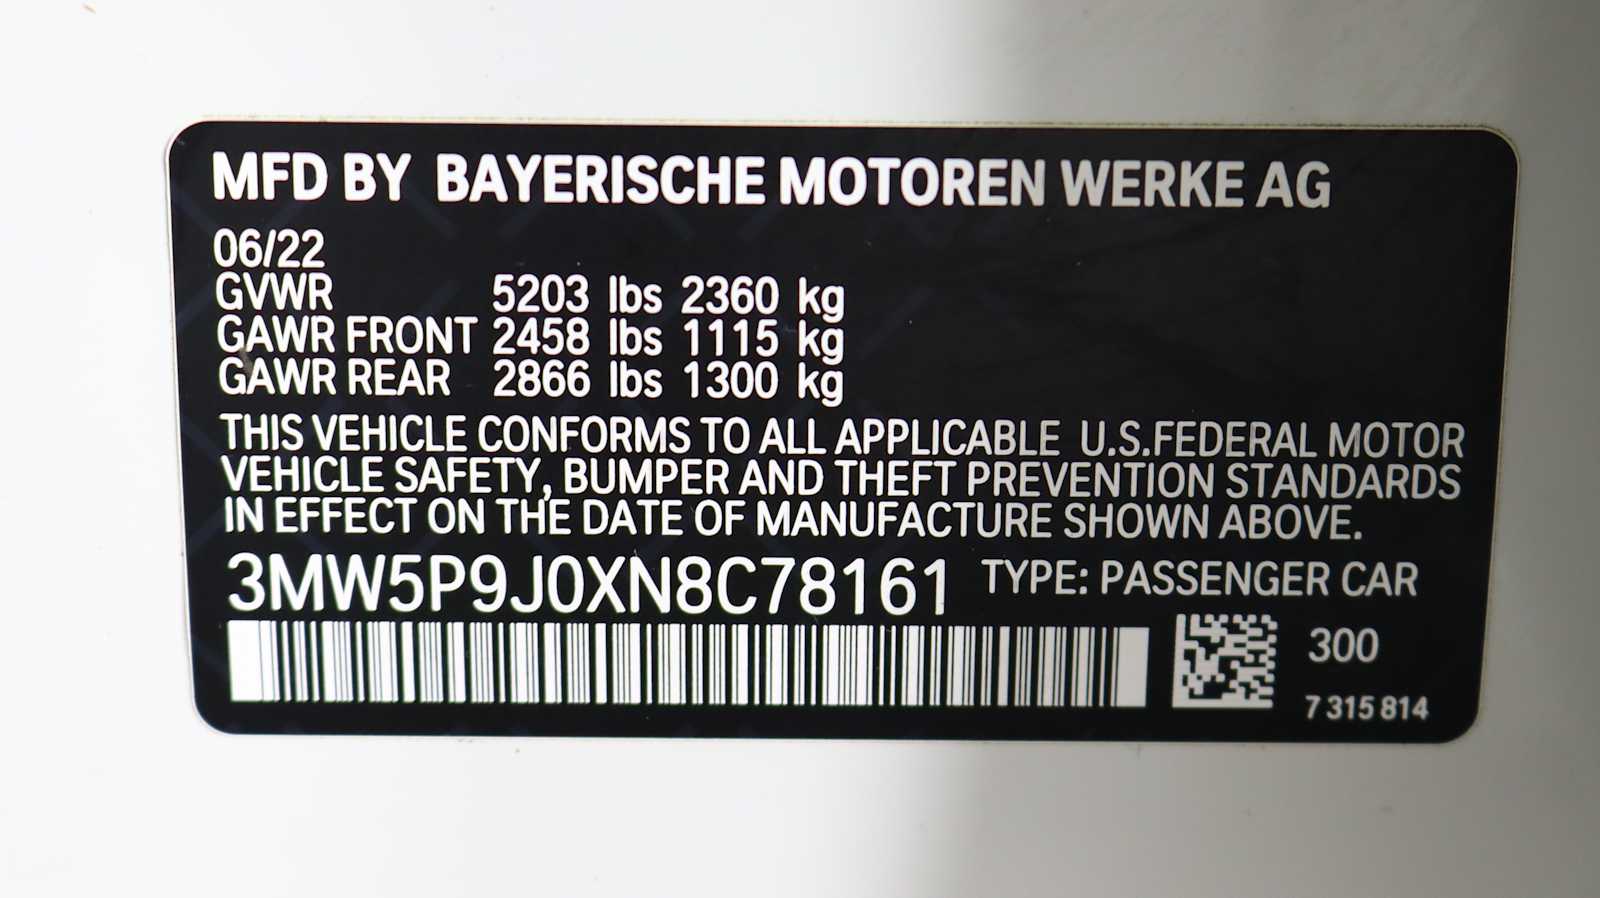 MFD BY BAYERISCHE MOTOREN WERKE AG
06/22
GVWR 5203 lbs 2360 kg
GAWR FRONT 2458 lbs 1115 kg
GAWR REAR 2866 lbs 1300 kg
THIS VEHICLE CONFORMS TO ALL APPLICABLE U.S.FEDERAL MOTOR
VEHICLE SAFETY, BUMPER AND THEFT PREVENTION STANDARDS
IN EFFECT ON THE DATE OF MANUFACTURE SHOWN ABOVE.
3MW5P9J0XN8C78161 TYPE: PASSENGER CAR
300
7 315 814